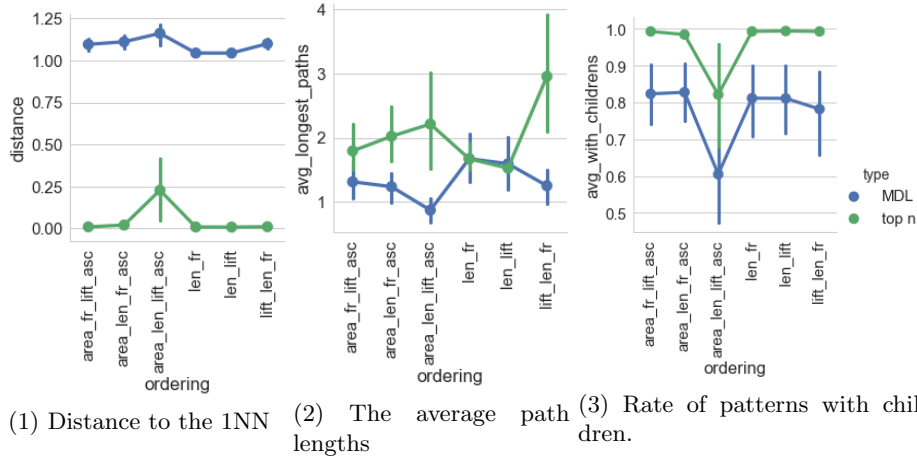 1.25
1.00
0.75
0.50
0.25
0.00
distance
area_fr_lift_asc
area_len_fr_asc
area_len_lift_asc
len_fr
len_lift
lift_len_fr
ordering
(1) Distance to the 1NN
4
3
2
1
avg_longest_paths
area_fr_lift_asc
area_len_fr_asc
area_len_lift_asc
len_fr
len_lift
lift_len_fr
ordering
(2) The average path
lengths
1.0
0.9
0.8
0.7
0.6
0.5
avg_with_childrens
area_fr_lift_asc
area_len_fr_asc
area_len_lift_asc
len_fr
len_lift
lift_len_fr
ordering
type
MDL
top n
(3) Rate of patterns with chil
dren.